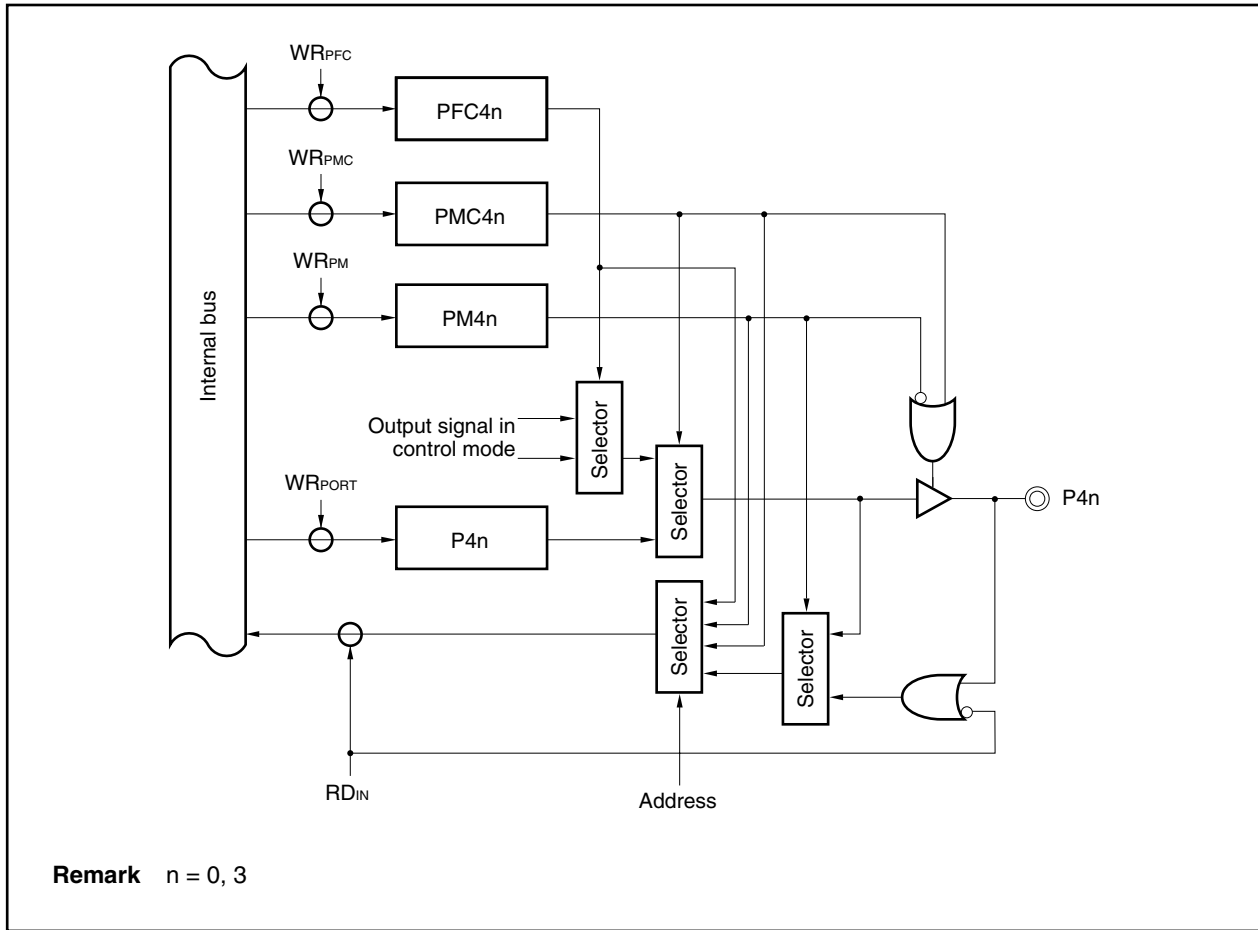 WRPFC
PFC4n
WRPMC
PMC4n
WRPM
PM4n
Internal bus
Selector
Output signal in
control mode
Selector
WRPORT
P4n
P4n
Selector
Selector
RDIN
Address
Remark n = 0, 3